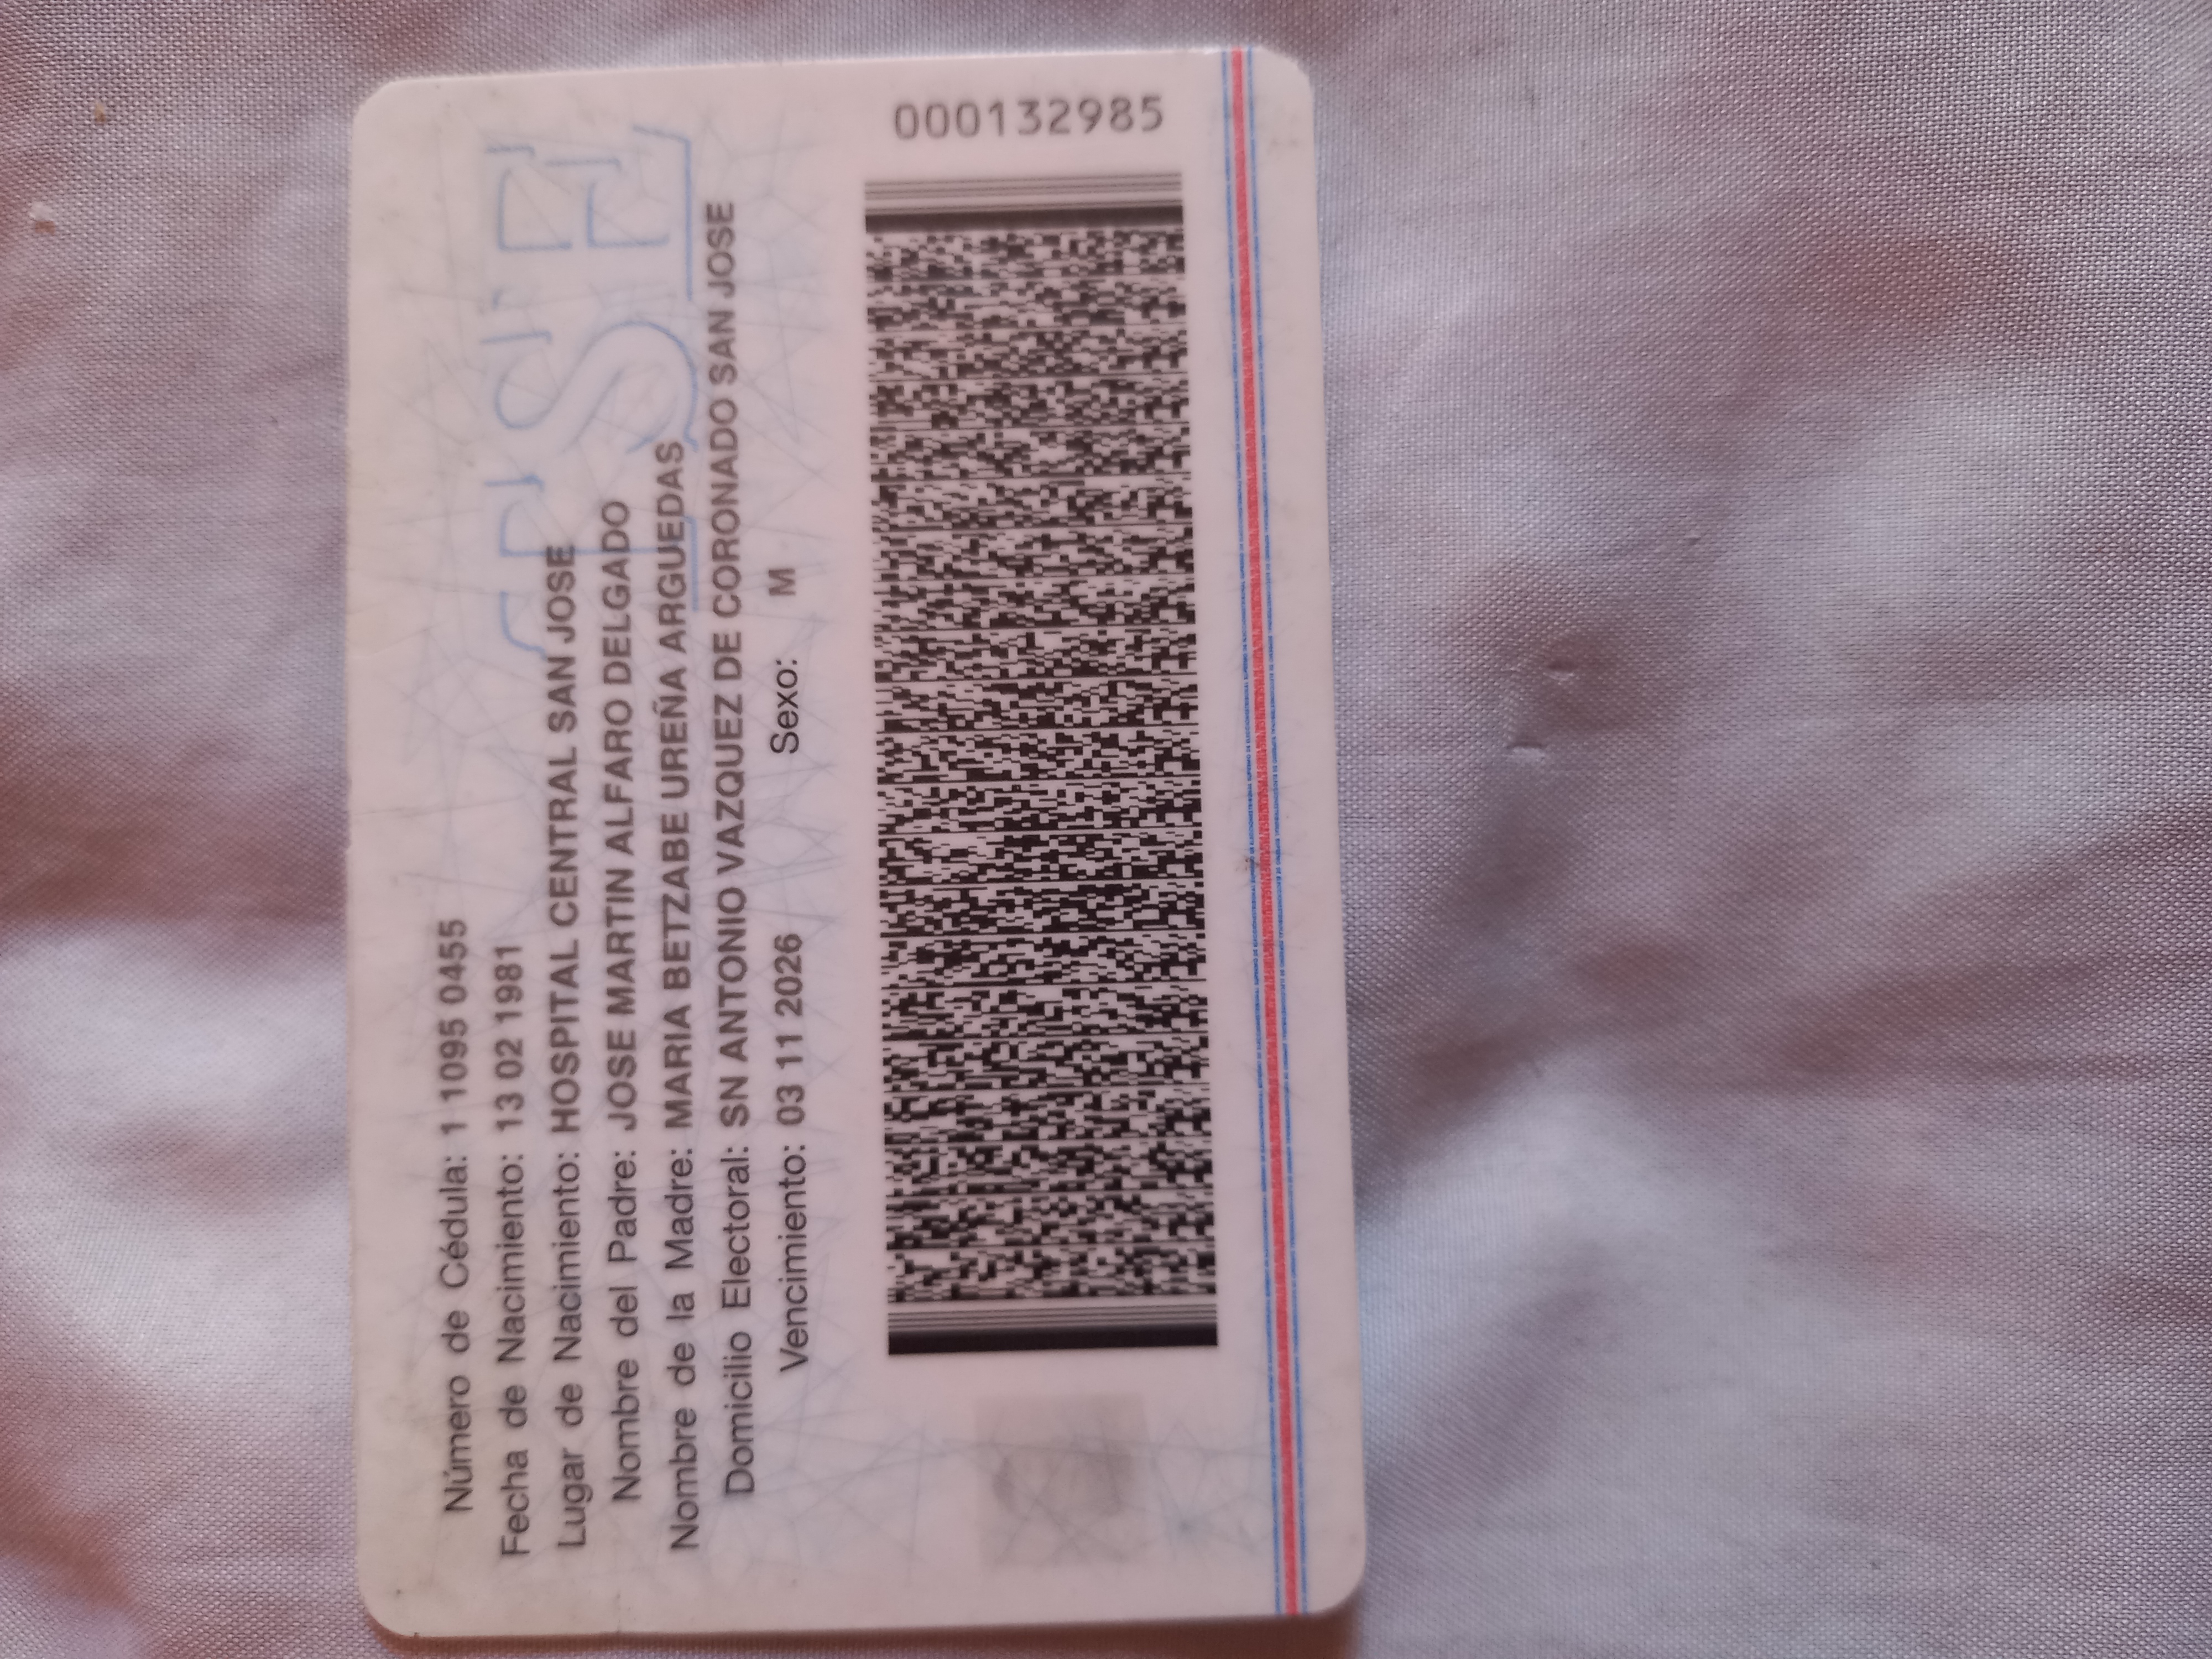 Número de Cédula: 1 1095 0455
Fecha de Nacimiento: 13 02 1981
Lugar de Nacimiento: HOSPITAL CENTRAL SAN JOSE
Nombre del Padre: JOSE MARTIN ALFARO DELGADO
Nombre de la Madre: MARIA BETZABE UREÑA ARGUEDAS
Domicilio Electoral: SN ANTONIO VAZQUEZ DE CORONADO SAN JOSE
Vencimiento: 03 11 2026 Sexo: M
TSE
000132985